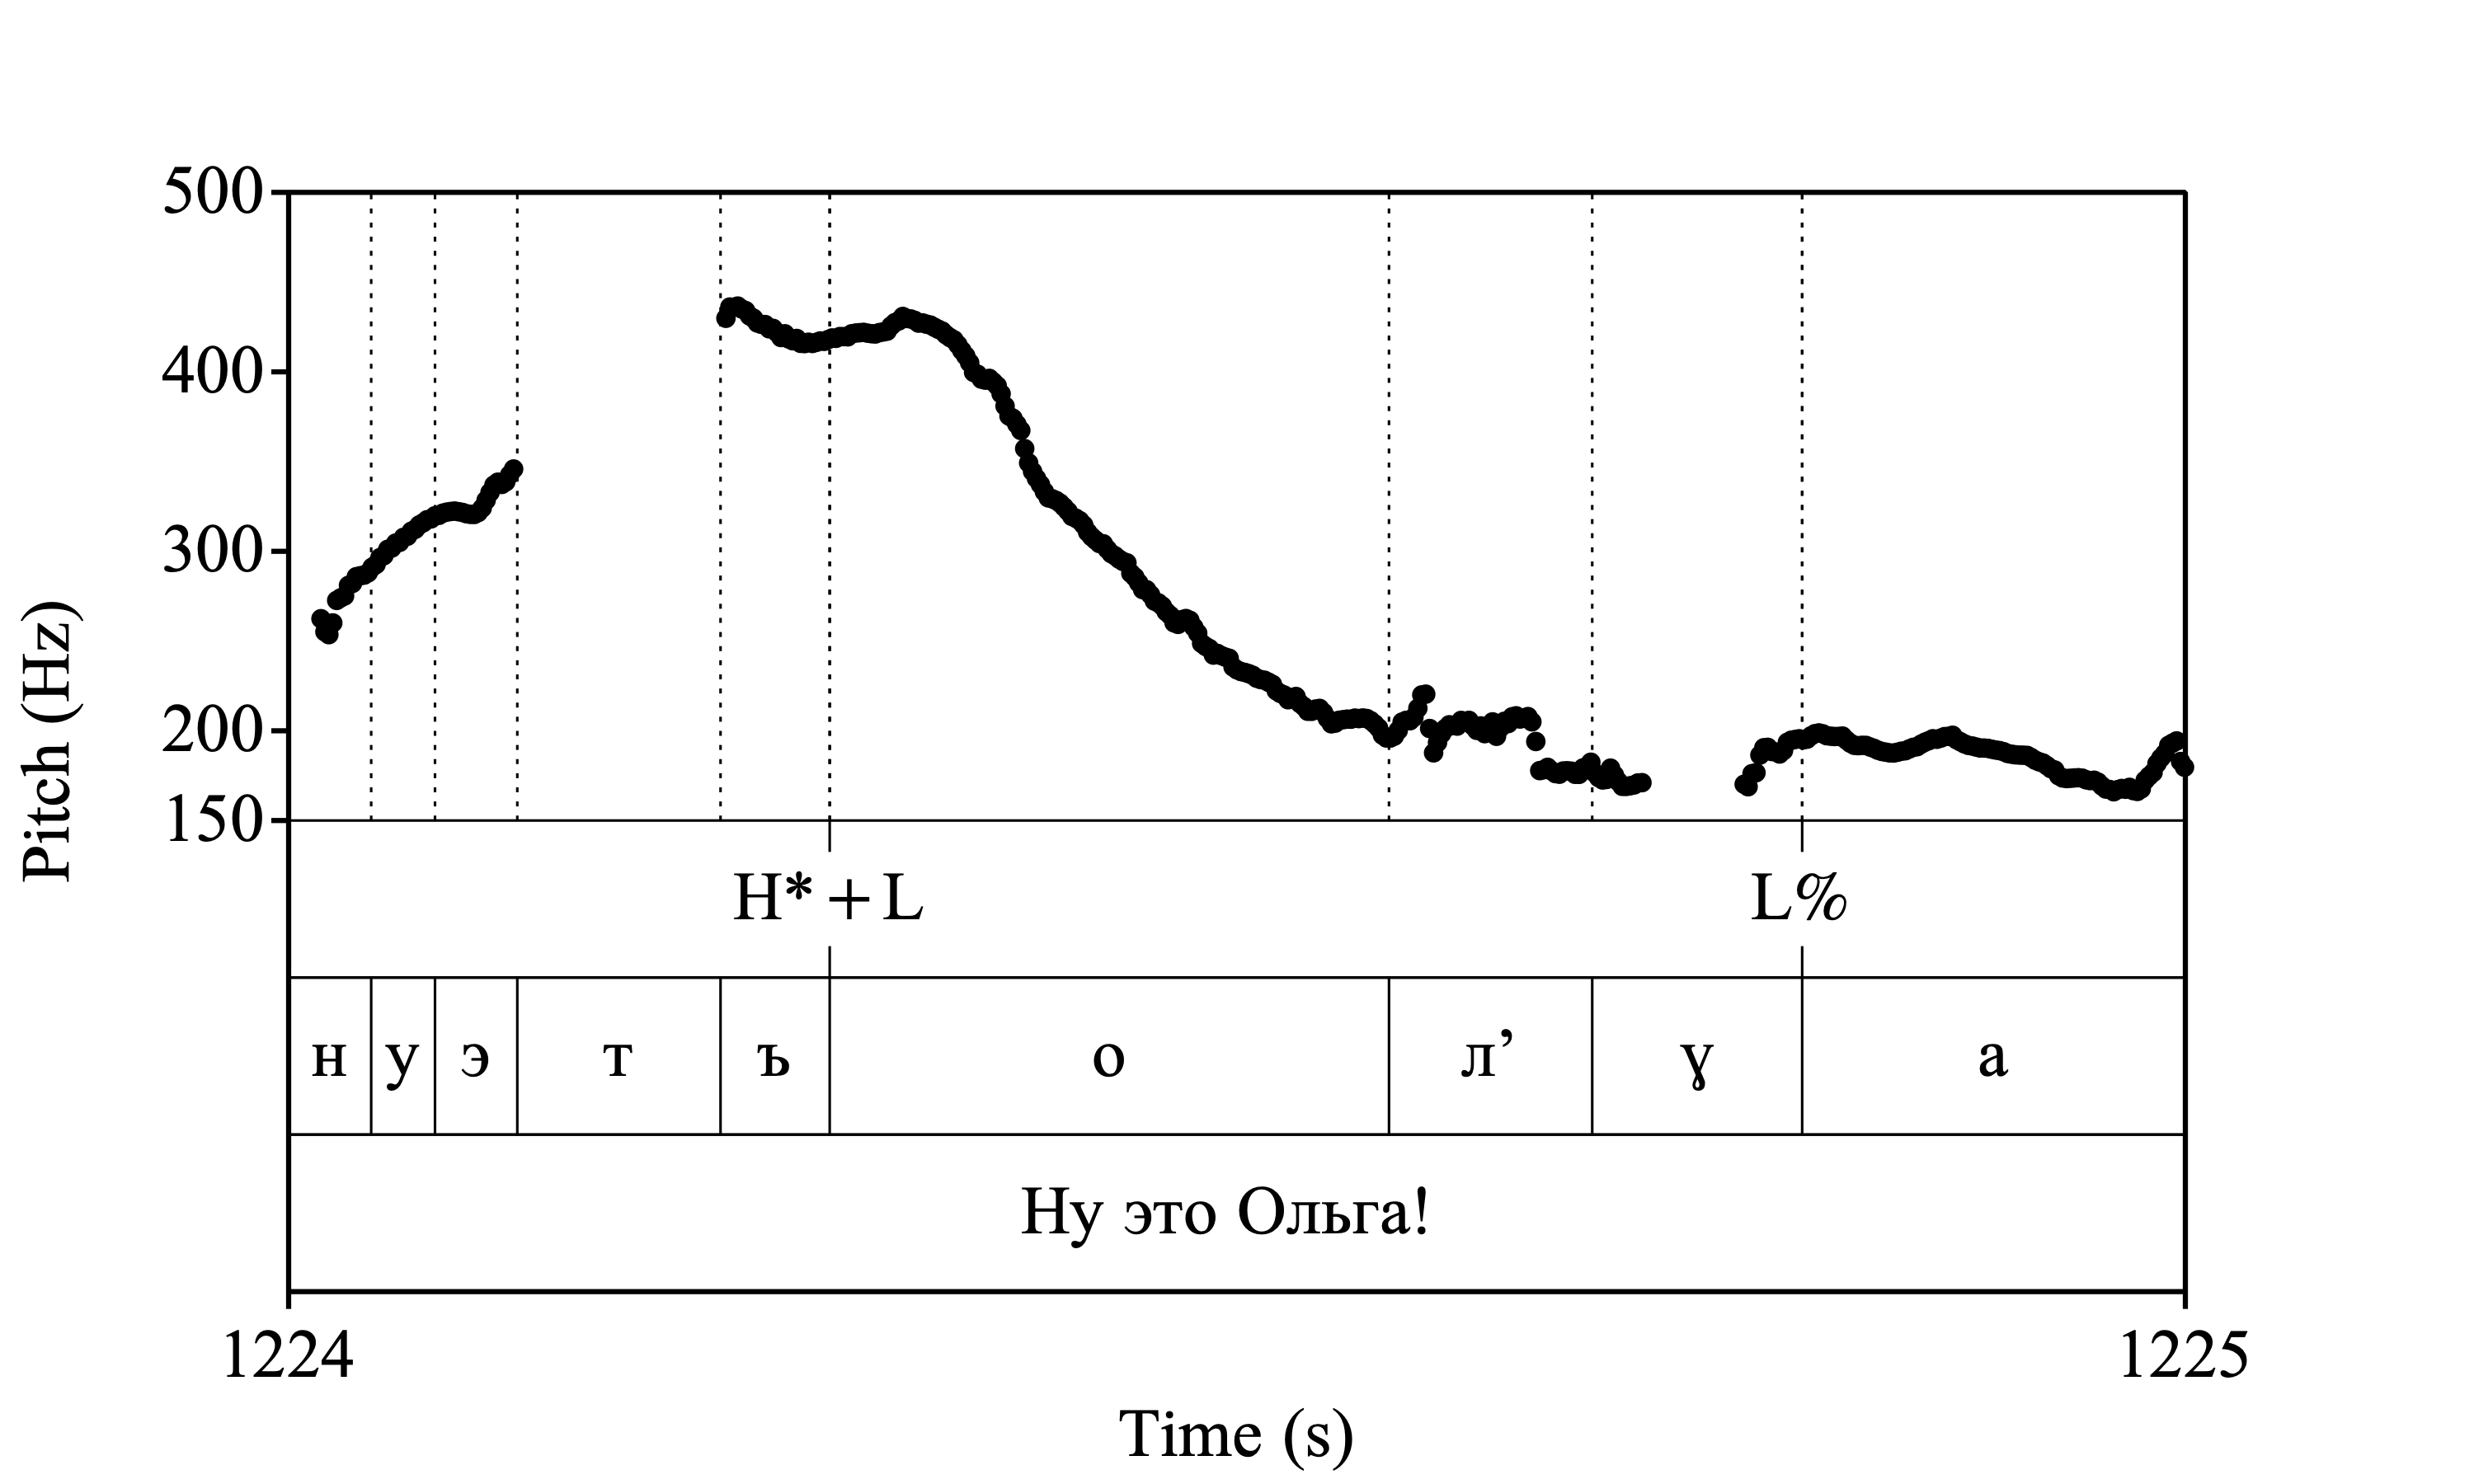 Pitch (Hz)
500
400
300
200
150
H*+L L%
н у э т ъ о л’ ɣ а
Ну это Ольга!
1224 1225
Time (s)